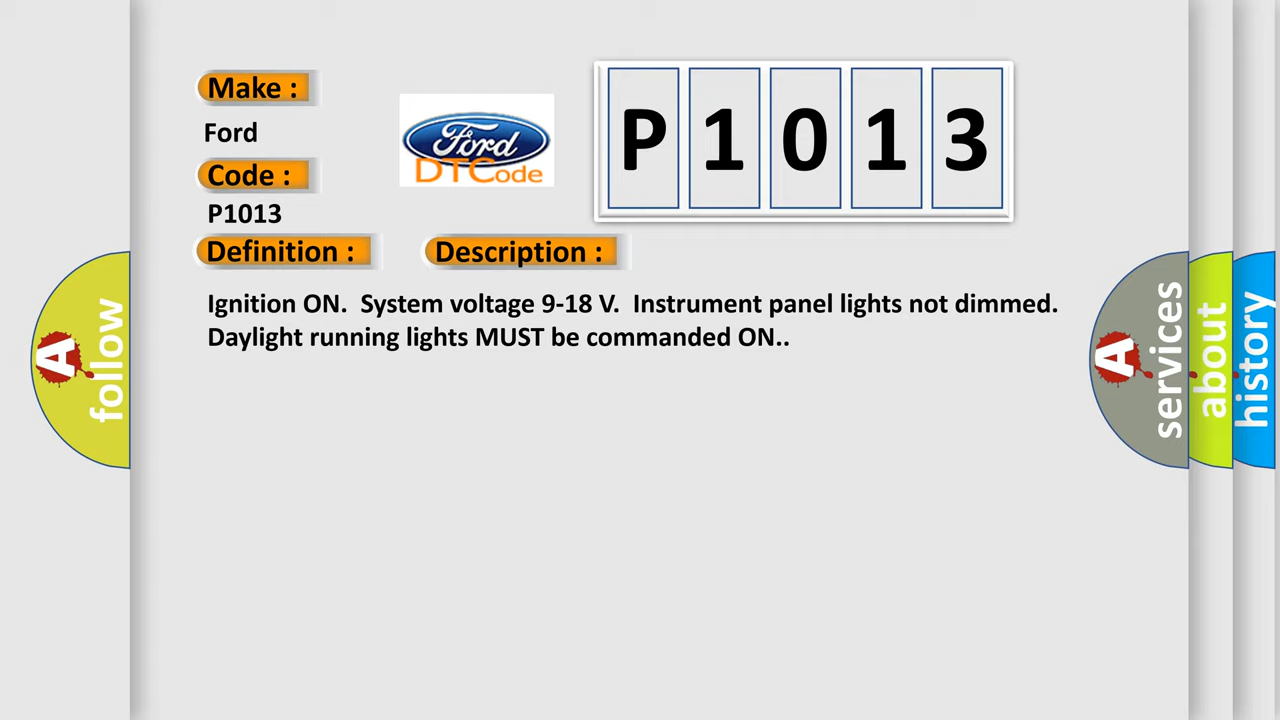 Make :
Ford
Code :
P1013
Ford
DTCode
P 1 0 1 3
Definition :
Description :
Ignition ON. System voltage 9-18 V. Instrument panel lights not dimmed.
Daylight running lights MUST be commanded ON..
A follow
A services
about
history